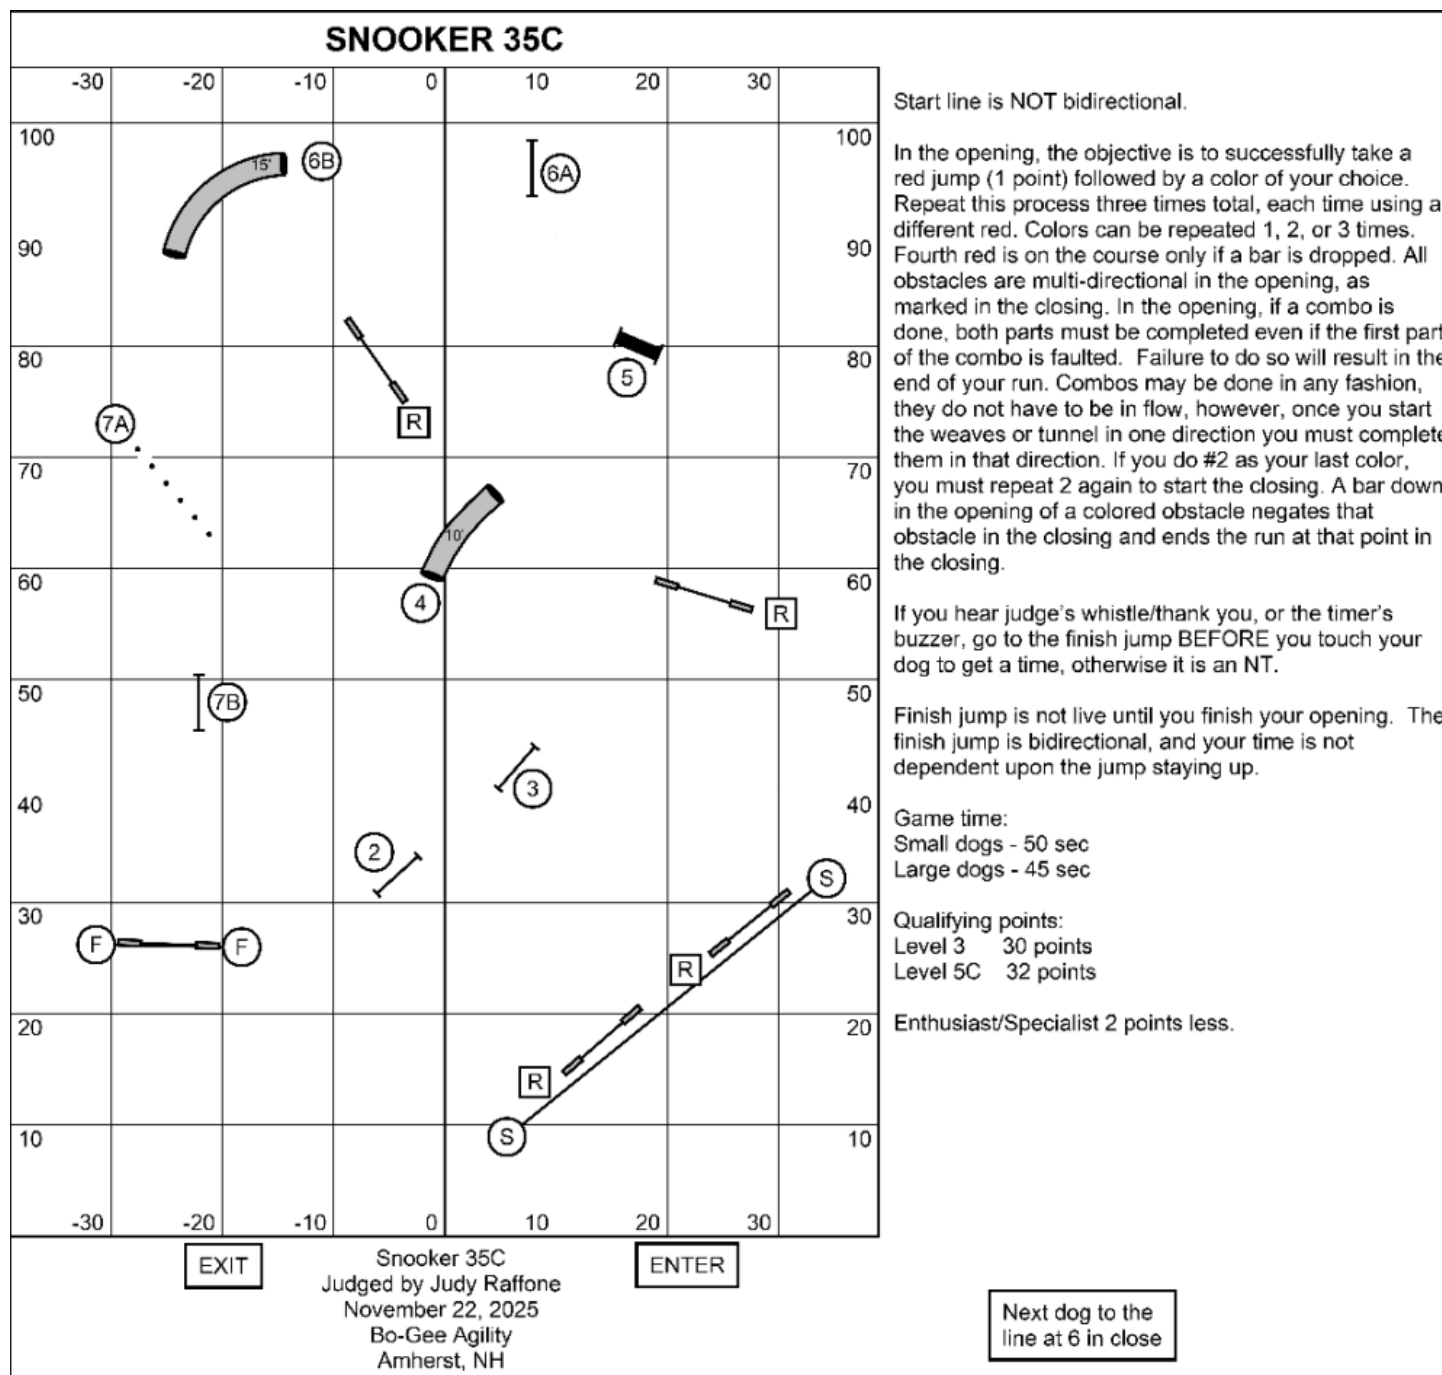 SNOOKER 35C
-30 -20 -10 0 10 20 30
100 100
15' 6B 6A
90 90
80 80
5
7A
R
70 70
10'
60 60
4
R
50 50
7B
3
40 40
2
S
30 30
F F
R
20 20
R
S
10 10
-30 -20 -10 0 10 20 30
EXIT
ENTER
Snooker 35C
Judged by Judy Raffone
November 22, 2025
Bo-Gee Agility
Amherst, NH
Start line is NOT bidirectional.
In the opening, the objective is to successfully take a
red jump (1 point) followed by a color of your choice.
Repeat this process three times total, each time using a
different red. Colors can be repeated 1, 2, or 3 times.
Fourth red is on the course only if a bar is dropped. All
obstacles are multi-directional in the opening, as
marked in the closing. In the opening, if a combo is
done, both parts must be completed even if the first part
of the combo is faulted. Failure to do so will result in the
end of your run. Combos may be done in any fashion,
they do not have to be in flow, however, once you start
the weaves or tunnel in one direction you must complete
them in that direction. If you do #2 as your last color,
you must repeat 2 again to start the closing. A bar down
in the opening of a colored obstacle negates that
obstacle in the closing and ends the run at that point in
the closing.
If you hear judge's whistle/thank you, or the timer's
buzzer, go to the finish jump BEFORE you touch your
dog to get a time, otherwise it is an NT.
Finish jump is not live until you finish your opening. The
finish jump is bidirectional, and your time is not
dependent upon the jump staying up.
Game time:
Small dogs - 50 sec
Large dogs - 45 sec
Qualifying points:
Level 3 30 points
Level 5C 32 points
Enthusiast/Specialist 2 points less.
Next dog to the
line at 6 in close